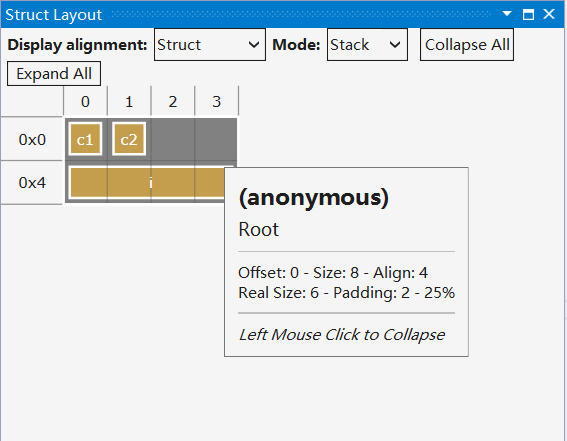 Struct Layout
Display alignment: Struct Mode: Stack Collapse All
Expand All
0 1 2 3
0x0 c1 c2
0x4 i
(anonymous)
Root
Offset: 0 - Size: 8 - Align: 4
Real Size: 6 - Padding: 2 - 25%
Left Mouse Click to Collapse